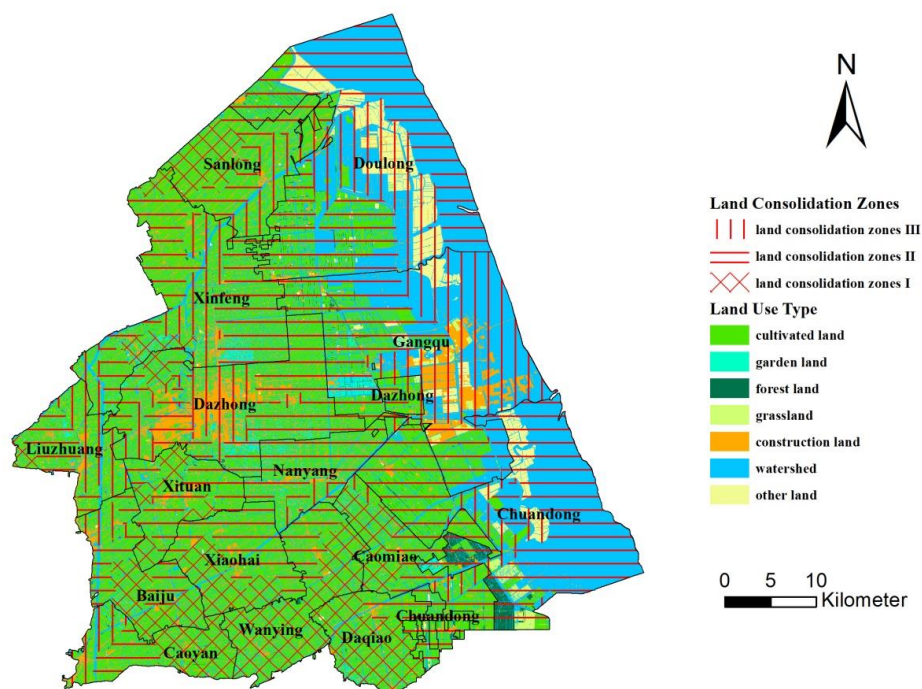 N
Sanlong
Doulong
Xinfeng
Gangqu
Dazhong
Dazhong
Liuzhuang
Nanyang
Xituan
Chuandong
Xiaohai
Caomiao
Baiju
Chuandong
Wanying
Daqiao
Caoyan
Land Consolidation Zones
land consolidation zones III
land consolidation zones II
land consolidation zones I
Land Use Type
cultivated land
garden land
forest land
grassland
construction land
watershed
other land
0 5 10
Kilometer